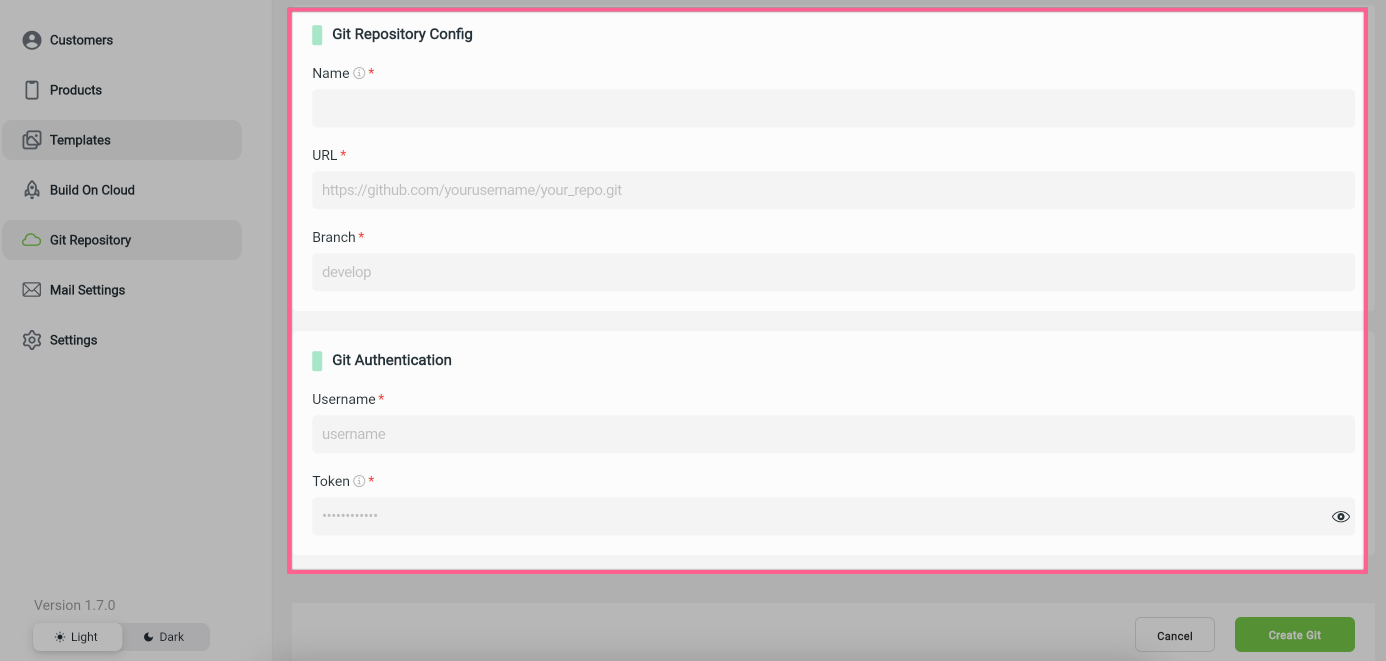 Customers
Products
Templates
Build On Cloud
Git Repository
Mail Settings
Settings
Version 1.7.0
Light
Dark
Git Repository Config
Name *
URL *
https://github.com/yourusername/your_repo.git
Branch *
develop
Git Authentication
Username *
username
Token *
••••••••••••
Cancel
Create Git